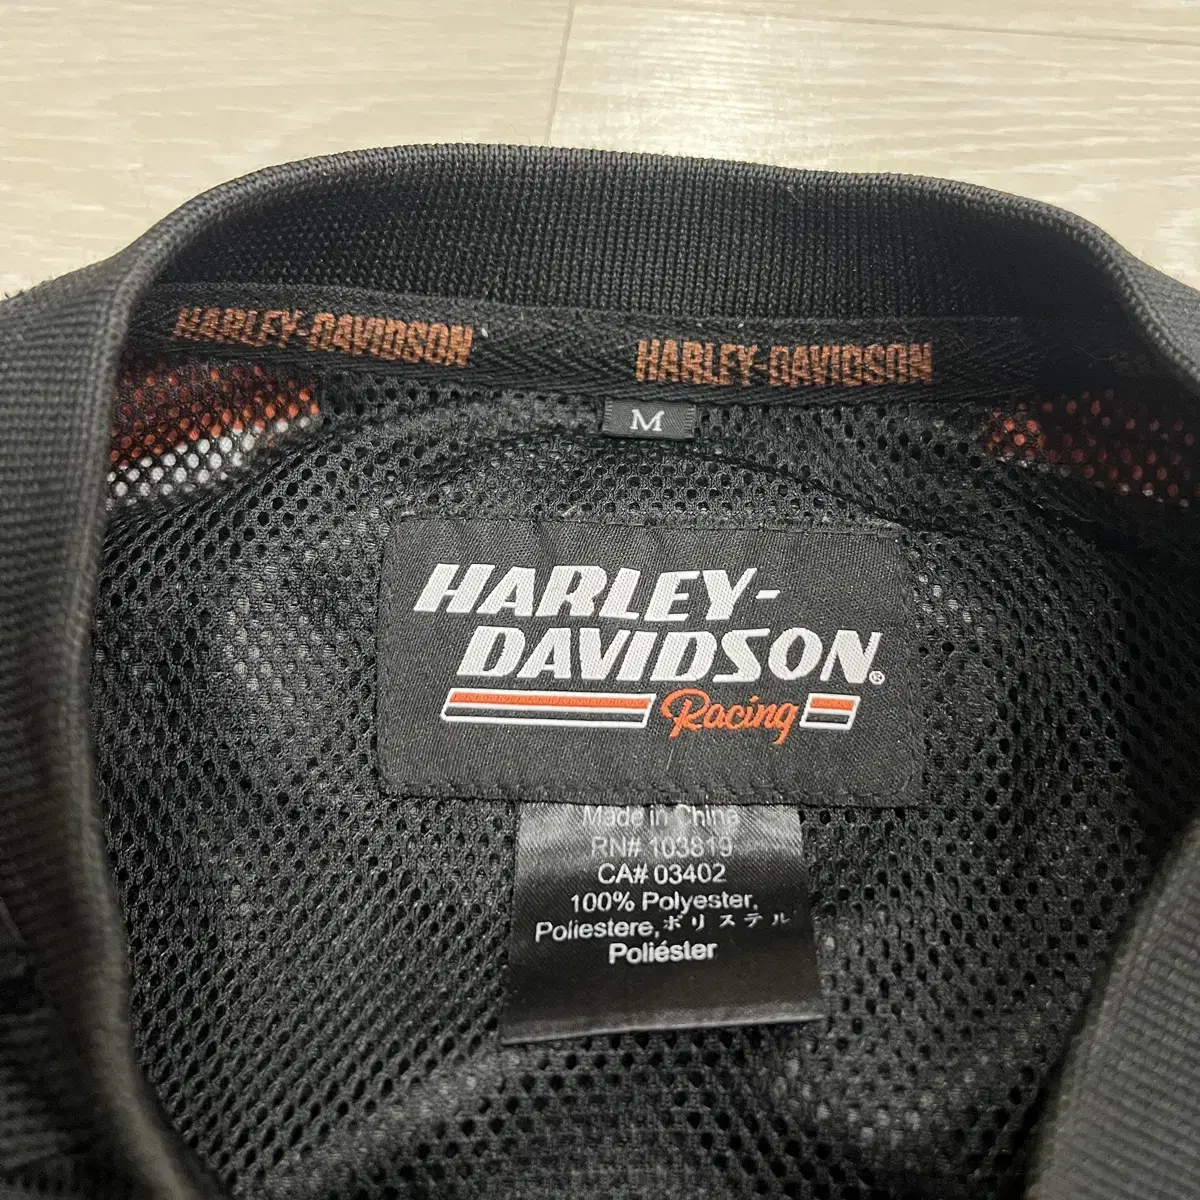 HARLEY-DAVIDSON HARLEY-DAVIDSON
M
HARLEY-
DAVIDSON®
Racing
Made in China
RN# 103819
CA# 03402
100% Polyester,
Poliestere, ポリステル
Poliéster